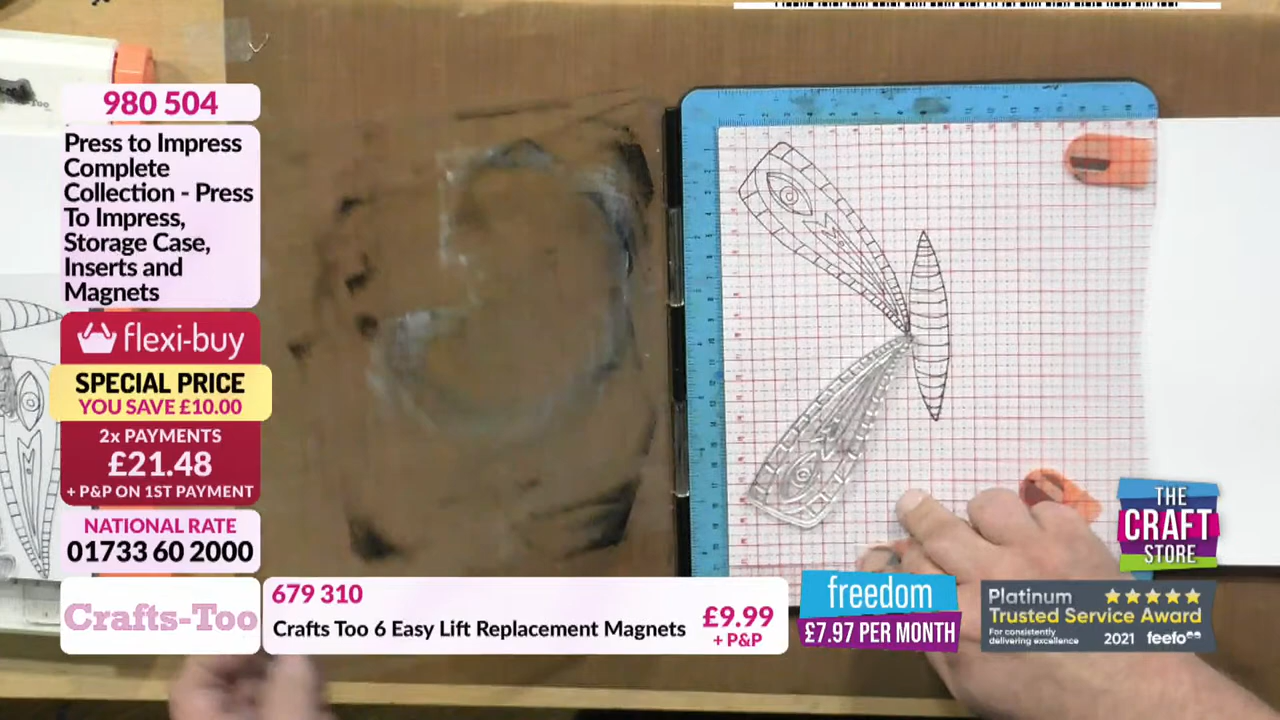 980 504
Press to Impress
Complete
Collection - Press
To Impress,
Storage Case,
Inserts and
Magnets
flexi-buy
SPECIAL PRICE
YOU SAVE £10.00
2x PAYMENTS
£21.48
+ P&P ON 1ST PAYMENT
NATIONAL RATE
01733 60 2000
THE
CRAFT
STORE
Crafts-Too
679 310
Crafts Too 6 Easy Lift Replacement Magnets
£9.99
+ P&P
freedom
£7.97 PER MONTH
Platinum
Trusted Service Award
For consistently
delivering excellence
2021 feefo